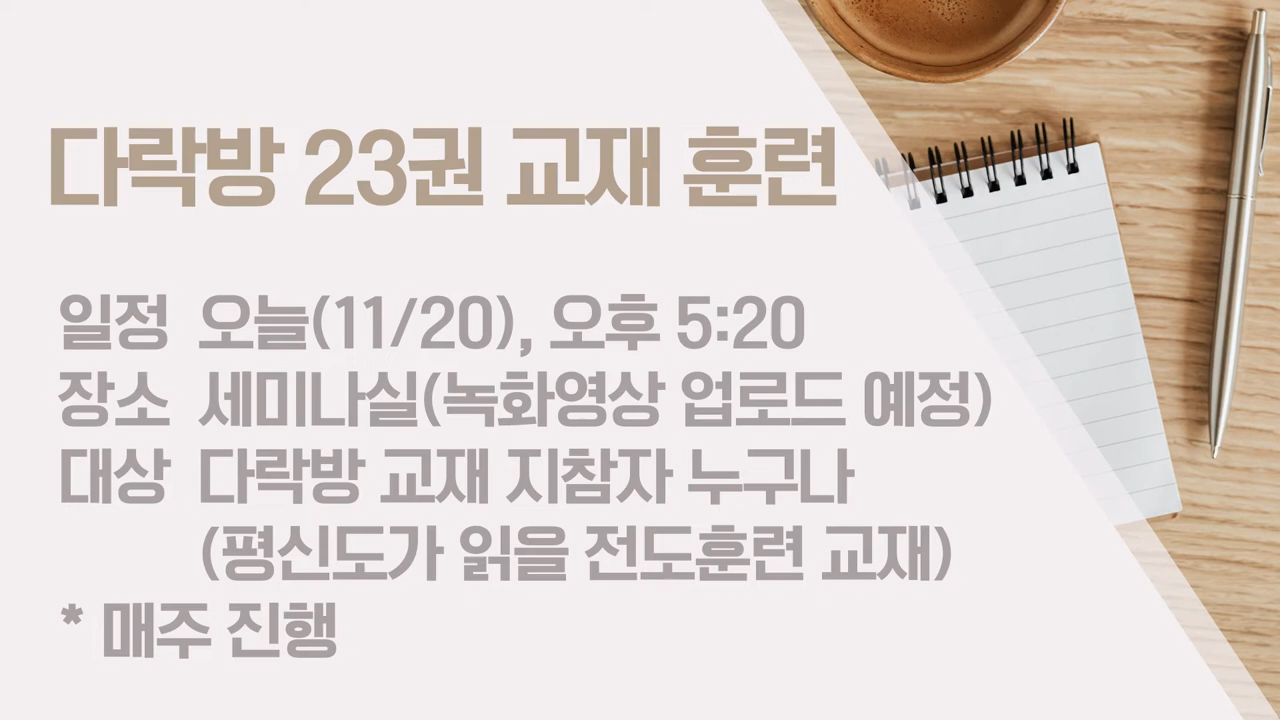 다락방 23권 교재 훈련
일정 오늘(11/20), 오후 5:20
장소 세미나실(녹화영상 업로드 예정)
대상 다락방 교재 지참자 누구나
(평신도가 읽을 전도훈련 교재)
* 매주 진행